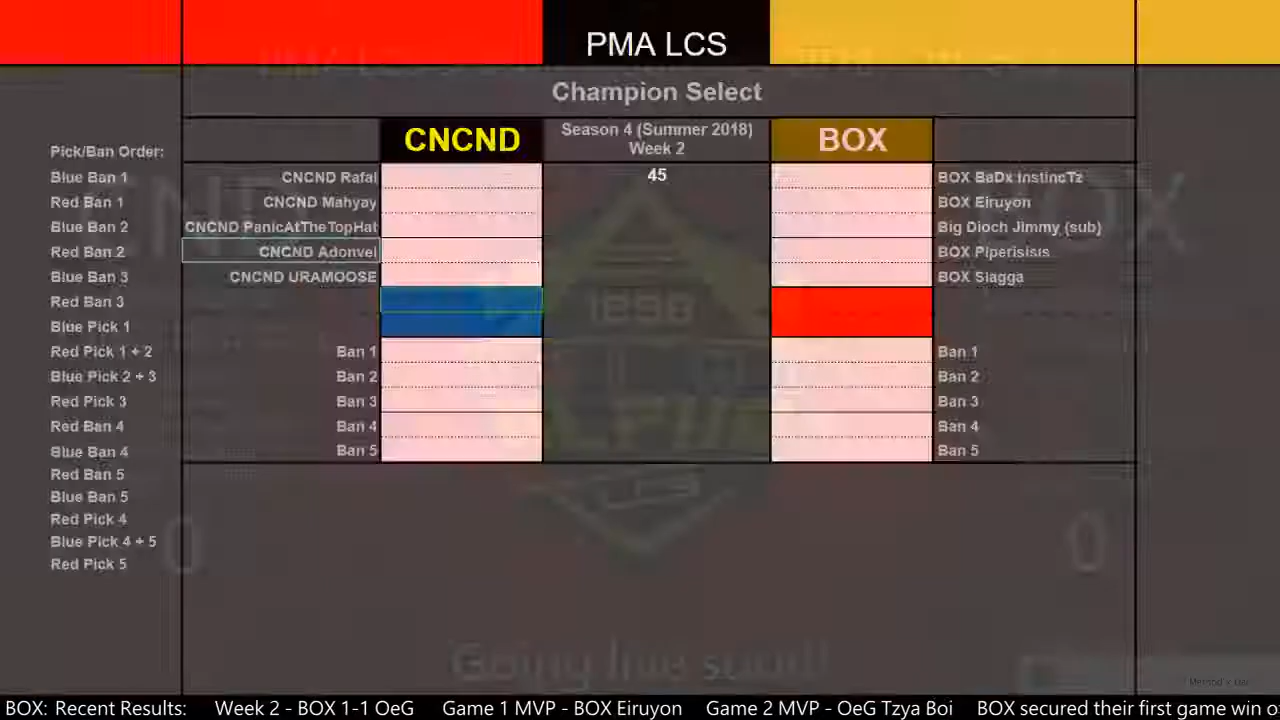 PMA LCS
Champion Select
CNCND
Season 4 (Summer 2018)
Week 2
BOX
45
Pick/Ban Order:
Blue Ban 1
Red Ban 1
Blue Ban 2
Red Ban 2
Blue Ban 3
Red Ban 3
Blue Pick 1
Red Pick 1 + 2
Blue Pick 2 + 3
Red Pick 3
Red Ban 4
Blue Ban 4
Red Ban 5
Blue Ban 5
Red Pick 4
Blue Pick 4 + 5
Red Pick 5
CNCND Rafal
CNCND Mahyay
CNCND PanicAtTheTopHat
CNCND Adonvel
CNCND URAMOOSE
Ban 1
Ban 2
Ban 3
Ban 4
Ban 5
BOX BaDx InstincTz
BOX Eiruyon
Big Dioch Jimmy (sub)
BOX Piperisisis
BOX Slagga
Ban 1
Ban 2
Ban 3
Ban 4
Ban 5
BOX
0
0
Going live soon!
BOX: Recent Results: Week 2 - BOX 1-1 OeG Game 1 MVP - BOX Eiruyon Game 2 MVP - OeG Tzya Boi BOX secured their first game win o